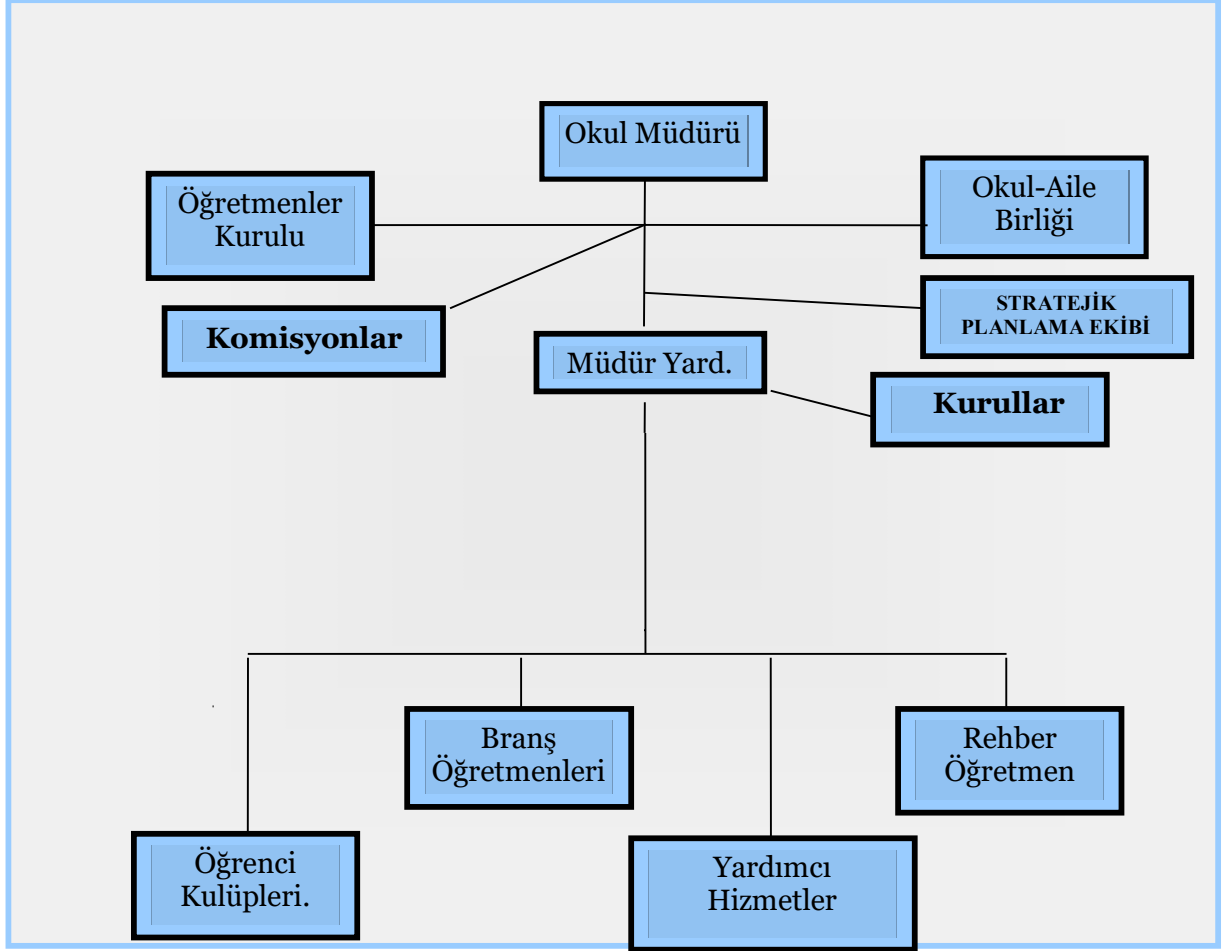 Okul Müdürü
Öğretmenler
Kurulu
Okul-Aile
Birliği
STRATEJİK
PLANLAMA EKİBİ
Komisyonlar
Müdür Yard.
Kurullar
Branş
Öğretmenleri
Rehber
Öğretmen
Öğrenci
Kulüpleri.
Yardımcı
Hizmetler